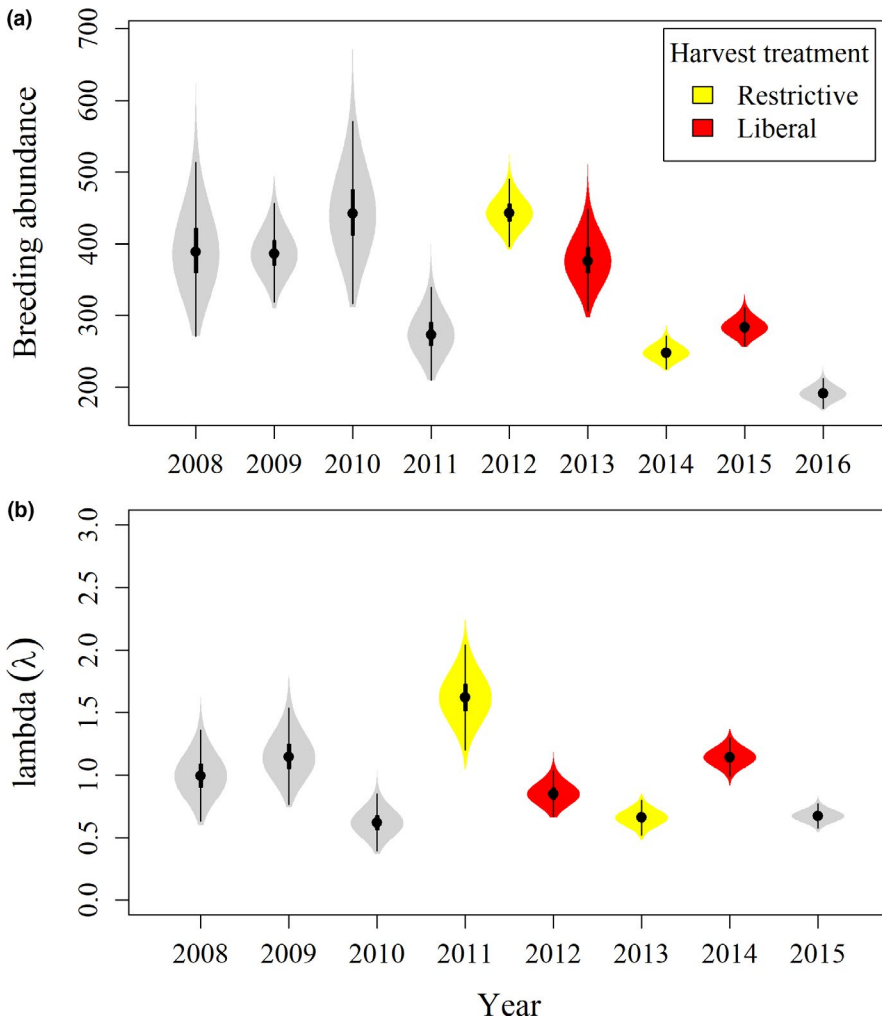 (a)
Breeding abundance
700
600
500
400
300
200
Harvest treatment
Restrictive
Liberal
2008 2009 2010 2011 2012 2013 2014 2015 2016
(b)
lambda (λ)
3.0
2.5
2.0
1.5
1.0
0.5
0.0
2008 2009 2010 2011 2012 2013 2014 2015
Year